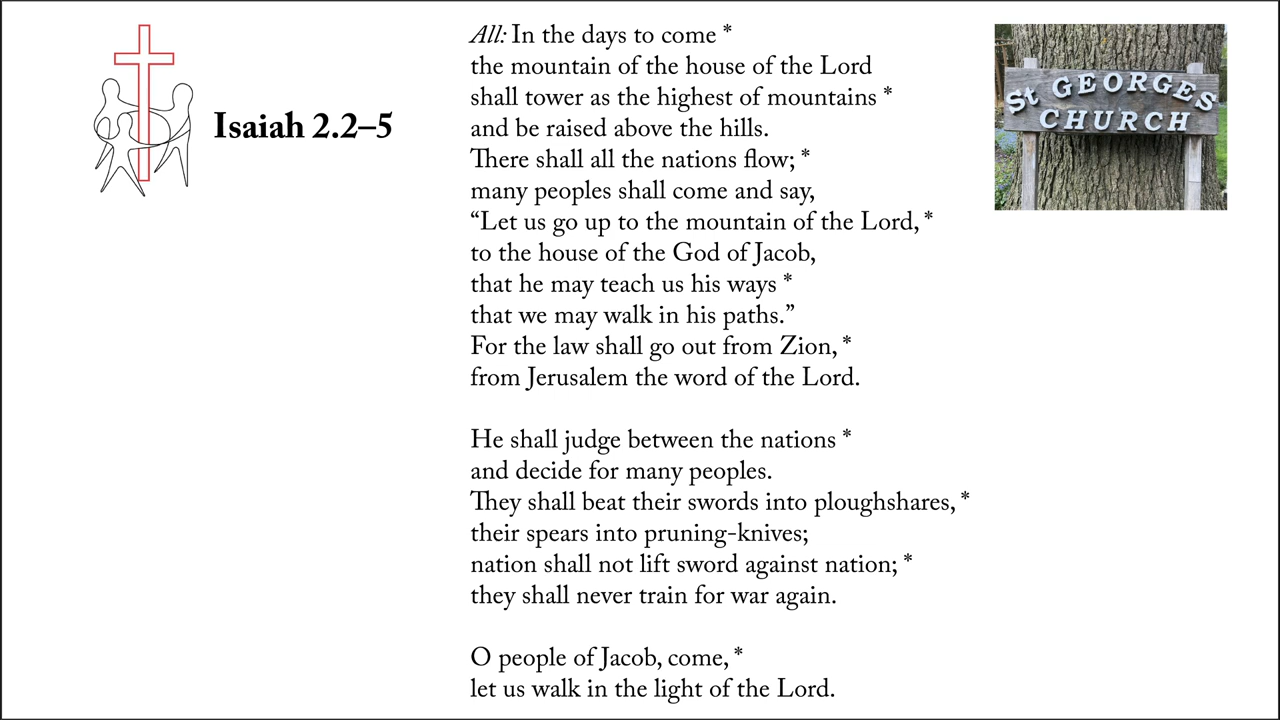 Isaiah 2.2–5
All: In the days to come *
the mountain of the house of the Lord
shall tower as the highest of mountains *
and be raised above the hills.
There shall all the nations flow; *
many peoples shall come and say,
“Let us go up to the mountain of the Lord, *
to the house of the God of Jacob,
that he may teach us his ways *
that we may walk in his paths.”
For the law shall go out from Zion, *
from Jerusalem the word of the Lord.

He shall judge between the nations *
and decide for many peoples.
They shall beat their swords into ploughshares, *
their spears into pruning-knives;
nation shall not lift sword against nation; *
they shall never train for war again.

O people of Jacob, come, *
let us walk in the light of the Lord.
St GEORGES
CHURCH